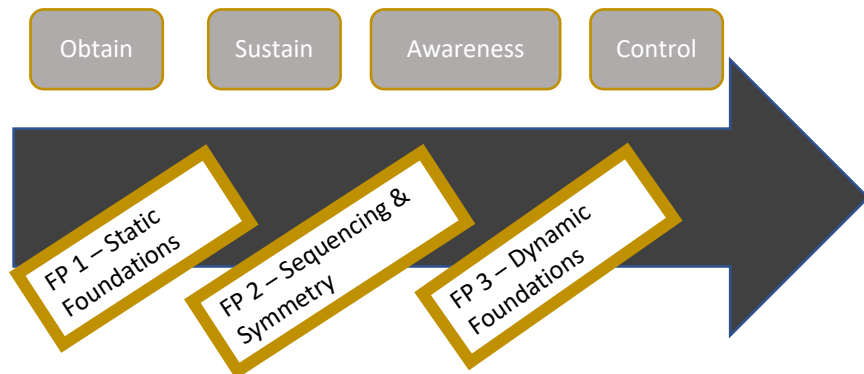 Obtain
Sustain
Awareness
Control
FP 1 – Static
Foundations
FP 2 – Sequencing &
Symmetry
FP 3 – Dynamic
Foundations